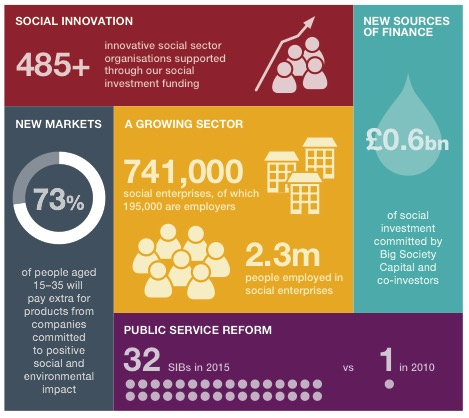 SOCIAL INNOVATION
485+
innovative social sector
organisations supported
through our social
investment funding
NEW SOURCES
OF FINANCE
£0.6bn
of social
investment
committed by
Big Society
Capital and
co-investors
NEW MARKETS
73%
of people aged
15–35 will
pay extra for
products from
companies
committed
to positive
social and
environmental
impact
A GROWING SECTOR
741,000
social enterprises, of which
195,000 are employers
2.3m
people employed in
social enterprises
PUBLIC SERVICE REFORM
32 SIBs in 2015 vs 1 in 2010